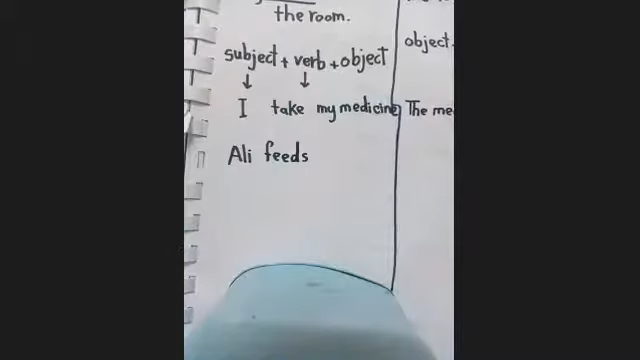 the room.
object.
subject + verb + object
I take my medicine The me
Ali feeds